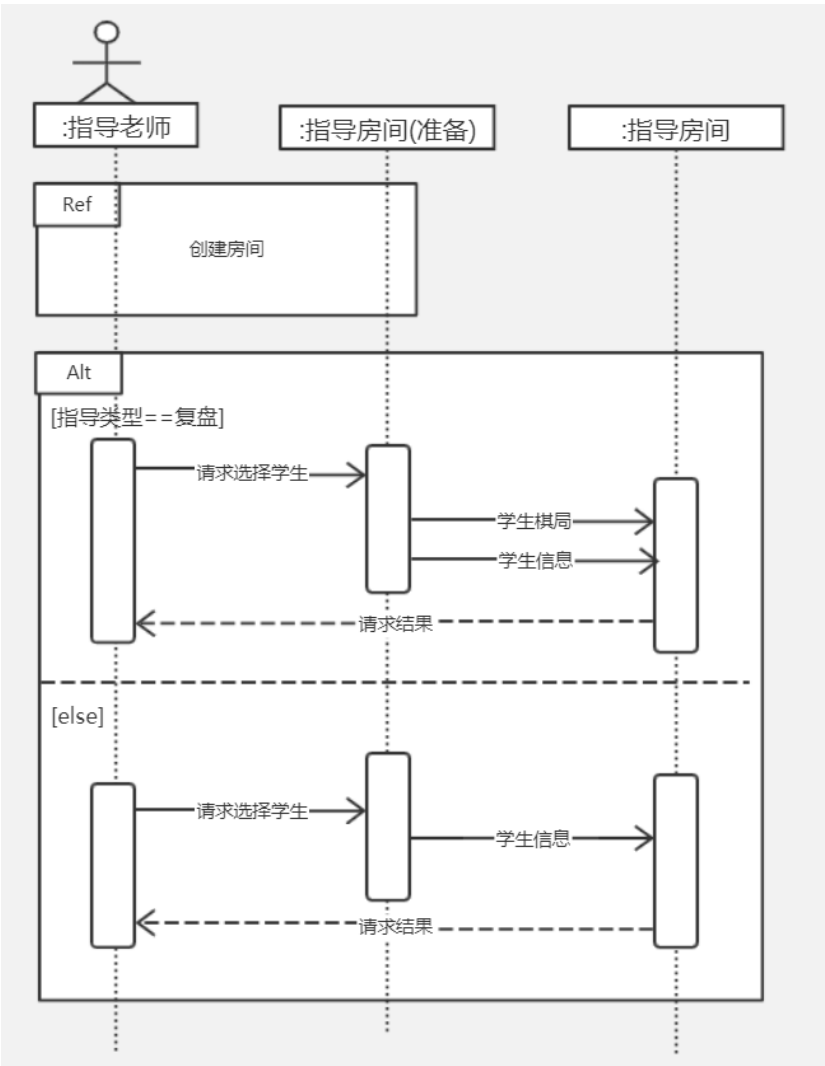 :指导老师
:指导房间(准备)
:指导房间
Ref
创建房间
Alt
[指导类型==复盘]
请求选择学生
学生棋局
学生信息
请求结果
[else]
请求选择学生
学生信息
请求结果